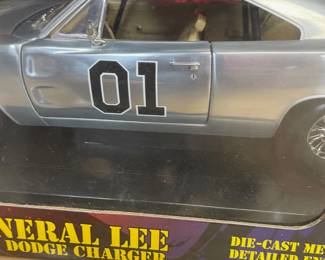 01
NERAL LEE
DODGE CHARGER
DIE-CAST ME
DETAILED EN